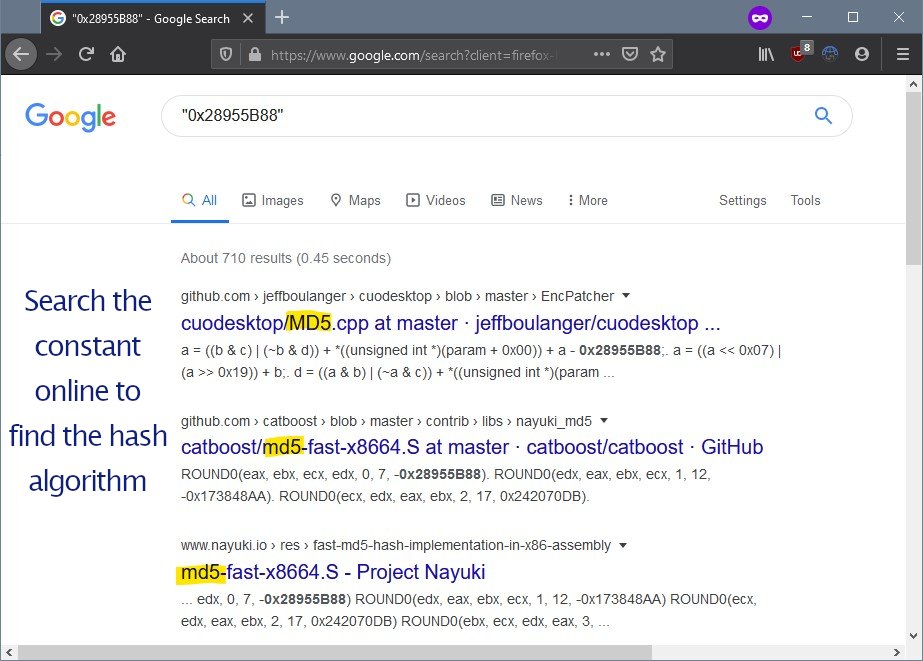 "0x28955B88" - Google Search
https://www.google.com/search?client=firefox-
8
Google
"0x28955B88"
All Images Maps Videos News More Settings Tools
About 710 results (0.45 seconds)
Search the
constant
online to
find the hash
algorithm
github.com › jeffboulanger › cuodesktop › blob › master › EncPatcher
cuodesktop/MD5.cpp at master · jeffboulanger/cuodesktop ...
a = ((b & c) | (~b & d)) + *((unsigned int *)(param + 0x00)) + a - 0x28955B88;. a = ((a << 0x07) |
(a >> 0x19)) + b;. d = ((a & b) | (~a & c)) + *((unsigned int *)(param ...
github.com › catboost › blob › master › contrib › libs › nayuki_md5
catboost/md5-fast-x8664.S at master · catboost/catboost · GitHub
ROUND0(eax, ebx, ecx, edx, 0, 7, -0x28955B88). ROUND0(edx, eax, ebx, ecx, 1, 12,
-0x173848AA). ROUND0(ecx, edx, eax, ebx, 2, 17, 0x242070DB).
www.nayuki.io › res › fast-md5-hash-implementation-in-x86-assembly
md5-fast-x8664.S - Project Nayuki
... edx, 0, 7, -0x28955B88) ROUND0(edx, eax, ebx, ecx, 1, 12, -0x173848AA) ROUND0(ecx,
edx, eax, ebx, 2, 17, 0x242070DB) ROUND0(ebx, ecx, edx, eax, 3, ...